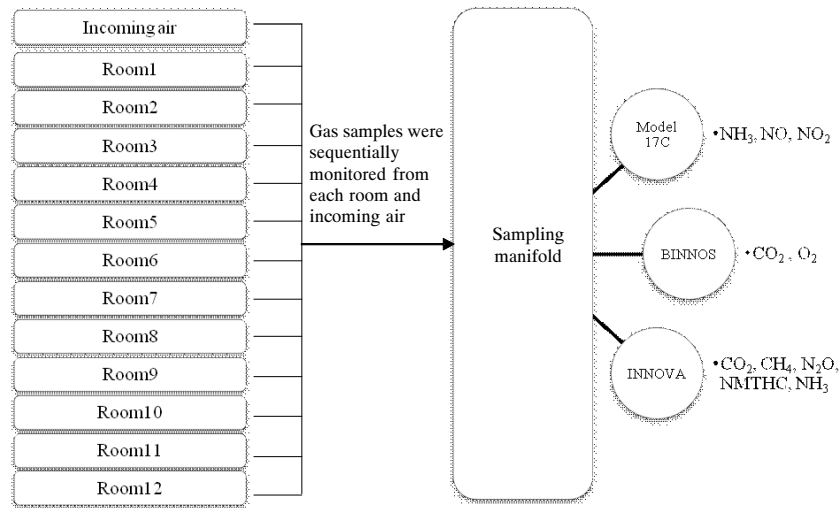 Incoming air
Room1
Room2
Room3
Room4
Room5
Room6
Room7
Room8
Room9
Room10
Room11
Room12
Gas samples were
sequentially
monitored from
each room and
incoming air
Sampling
manifold
Model
17C
•NH₃, NO, NO₂
BINNOS
•CO₂ , O₂
INNOVA
•CO₂, CH₄, N₂O,
NMTHC, NH₃